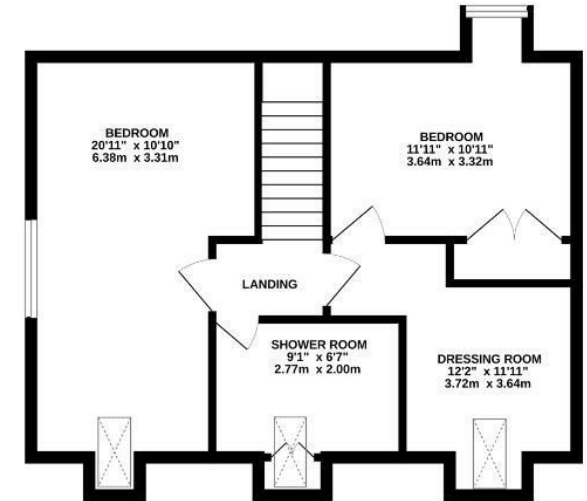 BEDROOM
20'11" x 10'10"
6.38m x 3.31m
BEDROOM
11'11" x 10'11"
3.64m x 3.32m
LANDING
SHOWER ROOM
9'1" x 6'7"
2.77m x 2.00m
DRESSING ROOM
12'2" x 11'11"
3.72m x 3.64m